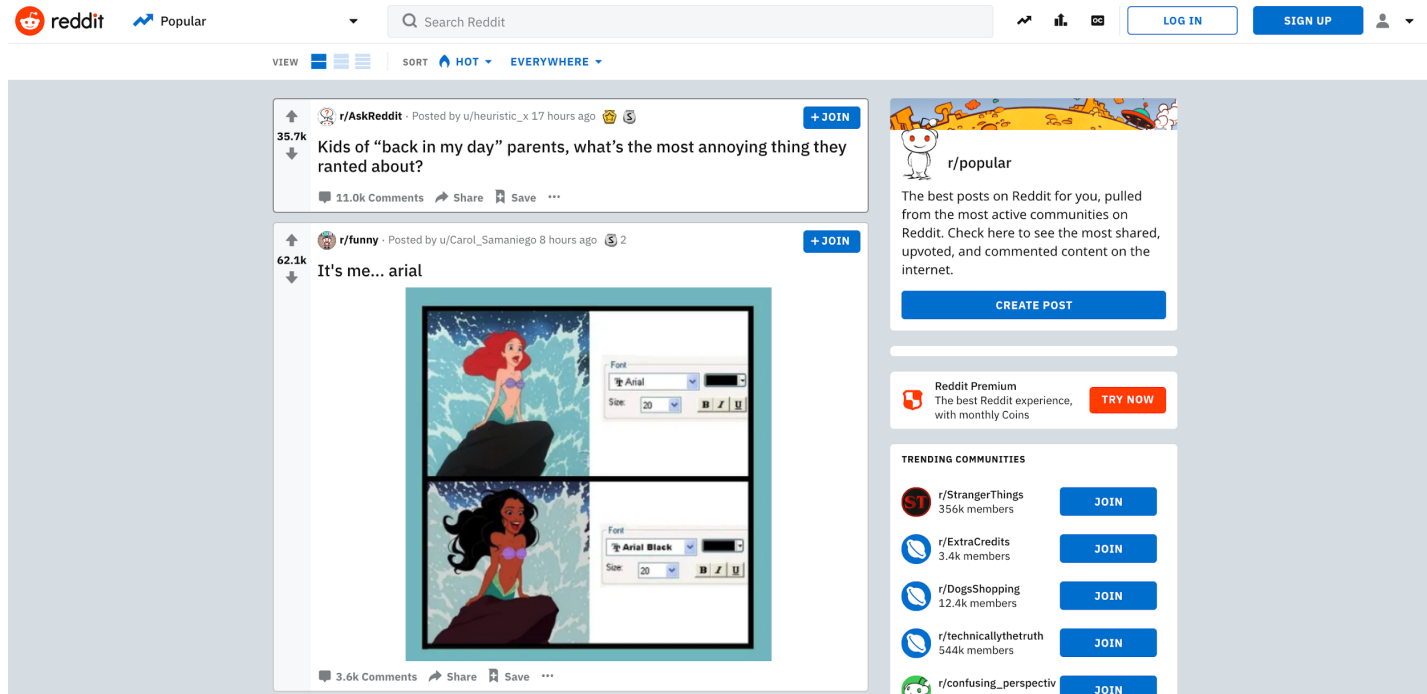 reddit
Popular
Search Reddit
OC
LOG IN
SIGN UP
VIEW
SORT
HOT
EVERYWHERE
r/AskReddit · Posted by u/heuristic_x 17 hours ago
+ JOIN
35.7k
Kids of “back in my day” parents, what’s the most annoying thing they
ranted about?
11.0k Comments
Share
Save
r/funny · Posted by u/Carol_Samaniego 8 hours ago
S 2
+ JOIN
62.1k
It's me... arial
Font
Arial
Size:
20
B I U
Font
Arial Black
Size:
20
B I U
3.6k Comments
Share
Save
r/popular
The best posts on Reddit for you, pulled
from the most active communities on
Reddit. Check here to see the most shared,
upvoted, and commented content on the
internet.
CREATE POST
Reddit Premium
The best Reddit experience,
with monthly Coins
TRY NOW
TRENDING COMMUNITIES
ST
r/StrangerThings
356k members
JOIN
r/ExtraCredits
3.4k members
JOIN
r/DogsShopping
12.4k members
JOIN
r/technicallythetruth
544k members
JOIN
r/confusing_perspectiv
JOIN